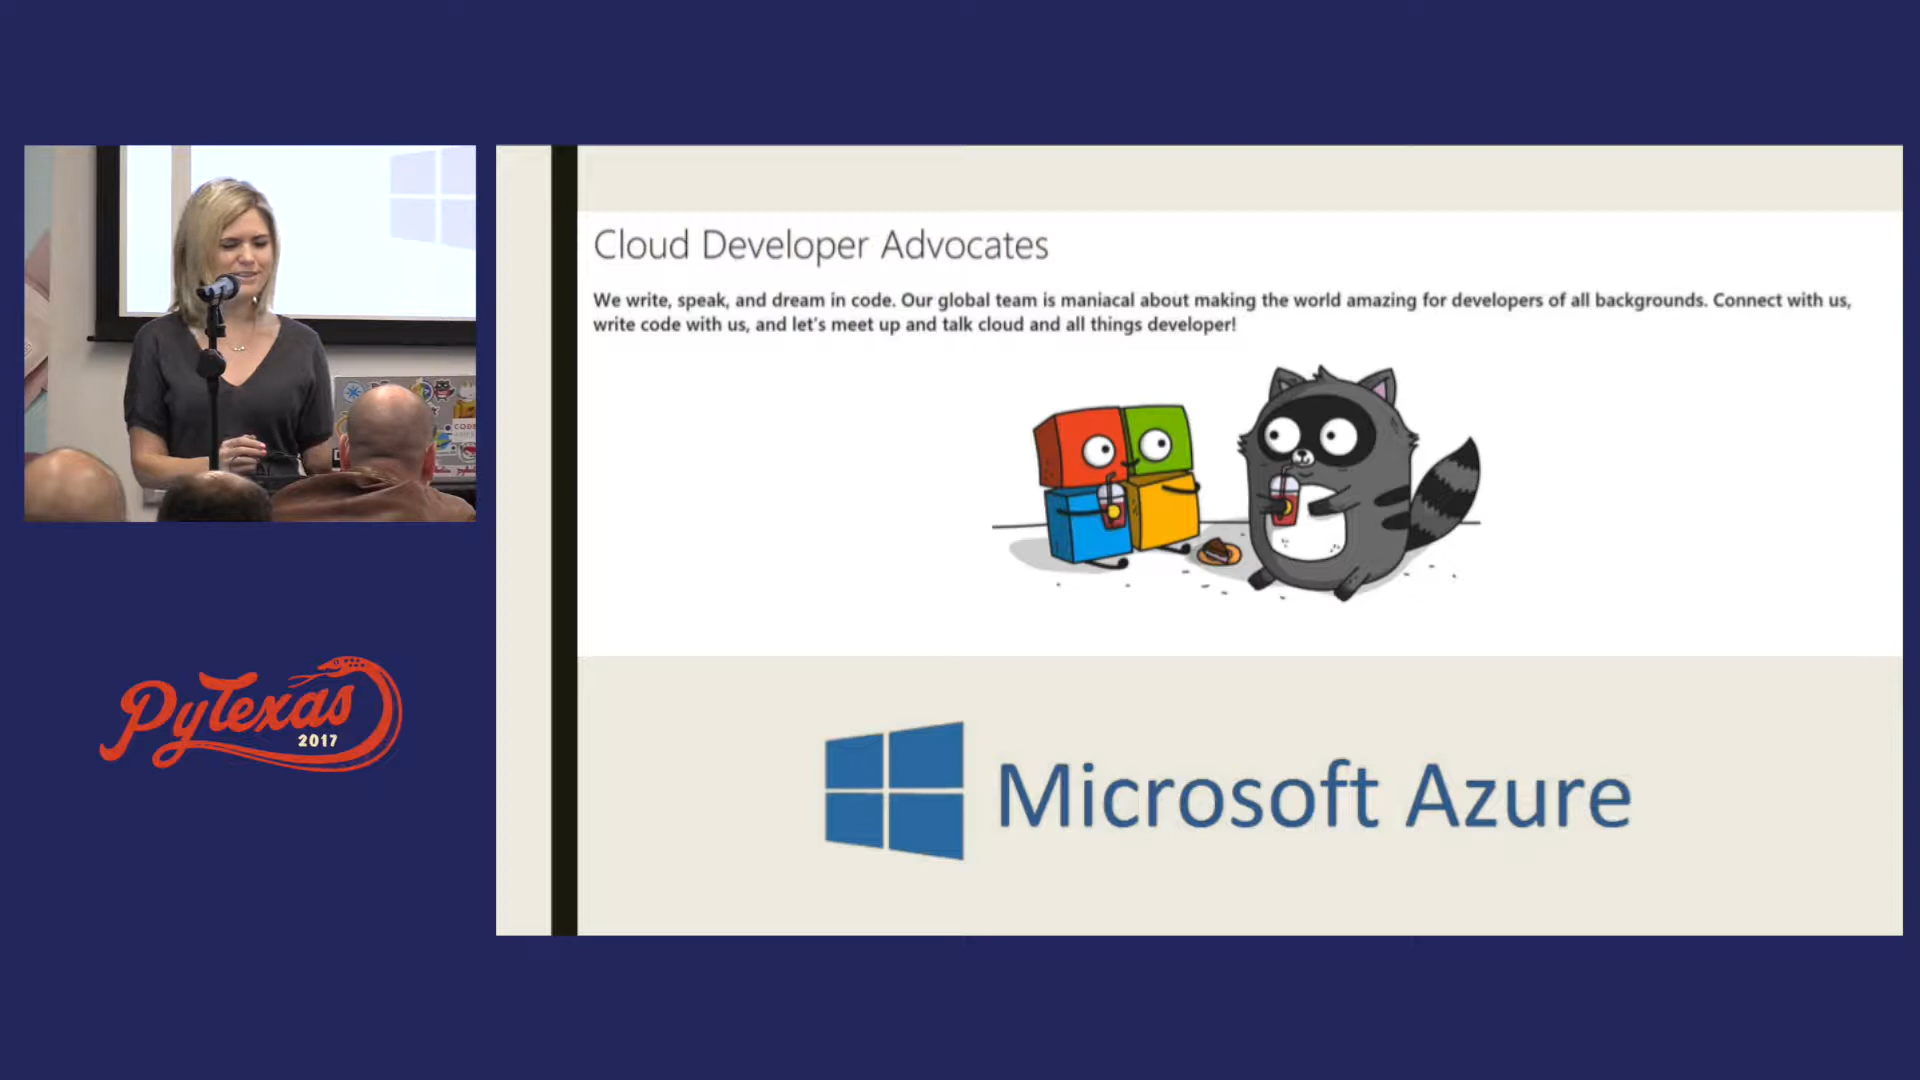 Cloud Developer Advocates
We write, speak, and dream in code. Our global team is maniacal about making the world amazing for developers of all backgrounds. Connect with us,
write code with us, and let's meet up and talk cloud and all things developer!
Microsoft Azure
PyTexas
2017
CODE